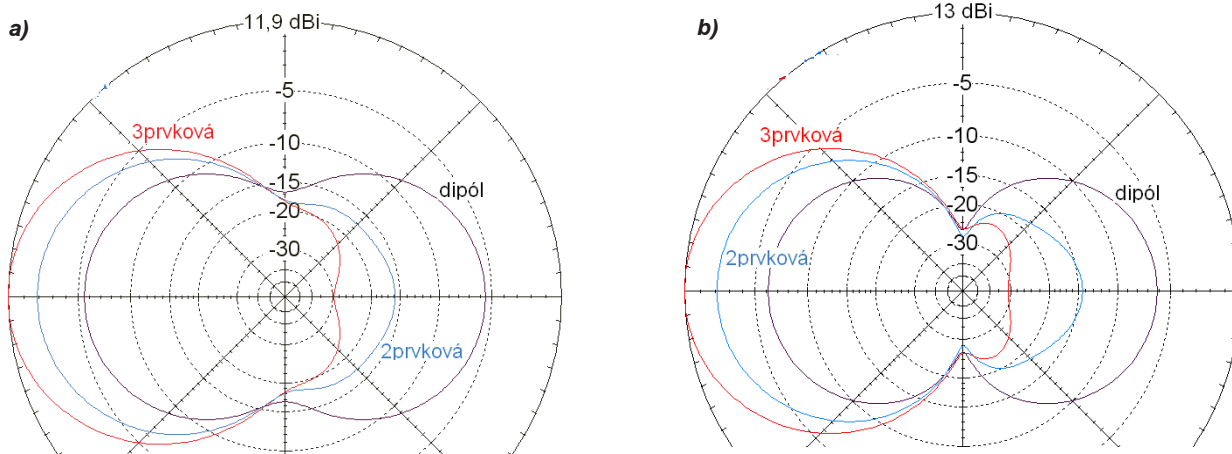 a)
11,9 dBi
-5
3prvková
-10
-15
dipól
-20
-30
2prvková
b)
13 dBi
-5
3prvková
-10
-15
dipól
-20
-30
2prvková